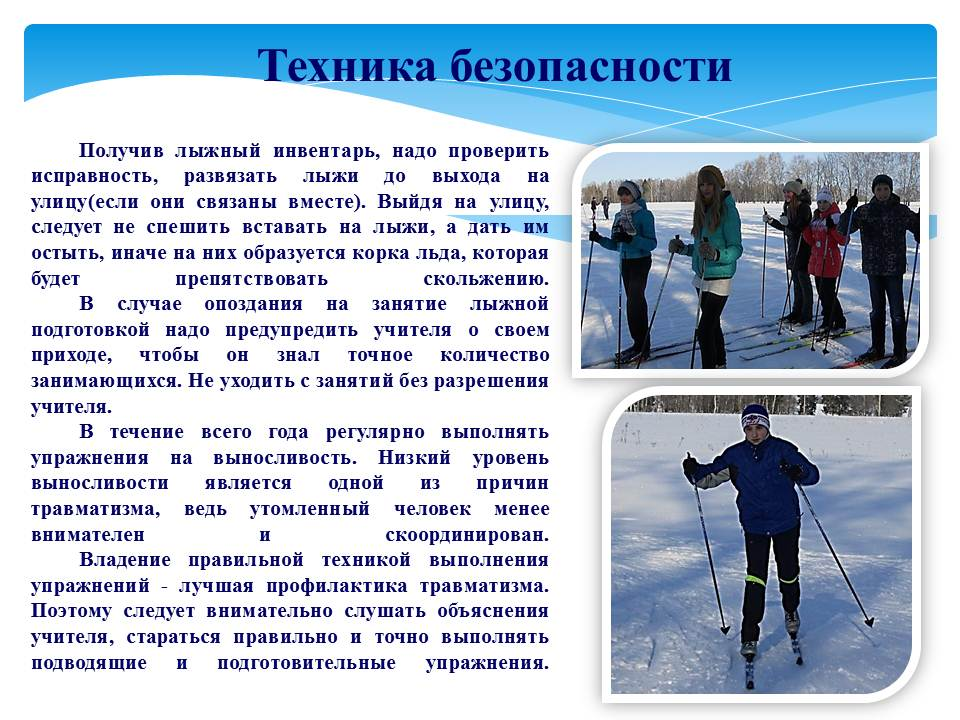 Техника безопасности
Получив лыжный инвентарь, надо проверить
исправность, развязать лыжи до выхода на
улицу(если они связаны вместе). Выйдя на улицу,
следует не спешить вставать на лыжи, а дать им
остыть, иначе на них образуется корка льда, которая
будет препятствовать скольжению.
В случае опоздания на занятие лыжной
подготовкой надо предупредить учителя о своем
приходе, чтобы он знал точное количество
занимающихся. Не уходить с занятий без разрешения
учителя.
В течение всего года регулярно выполнять
упражнения на выносливость. Низкий уровень
выносливости является одной из причин
травматизма, ведь утомленный человек менее
внимателен и скоординирован.
Владение правильной техникой выполнения
упражнений - лучшая профилактика травматизма.
Поэтому следует внимательно слушать объяснения
учителя, стараться правильно и точно выполнять
подводящие и подготовительные упражнения.